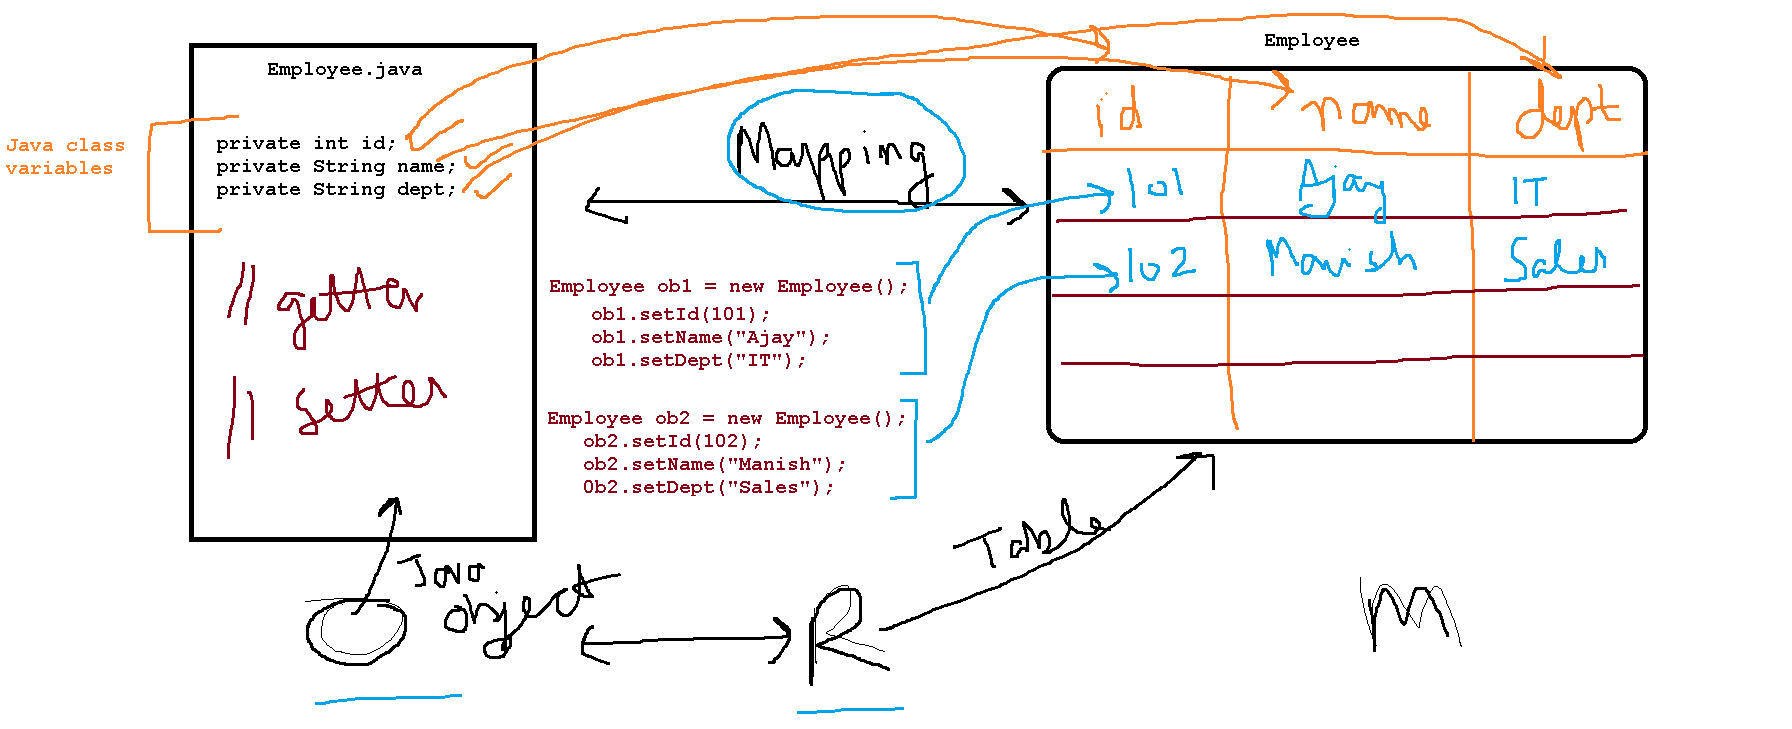 Employee.java
Java class
variables
private int id;
private String name;
private String dept;
// getter
// setter
Mapping
Employee ob1 = new Employee();
ob1.setId(101);
ob1.setName("Ajay");
ob1.setDept("IT");
Employee ob2 = new Employee();
ob2.setId(102);
ob2.setName("Manish");
0b2.setDept("Sales");
Employee
id name dept
101 Ajay IT
102 Manish Sales
Java
object
Table
O R M